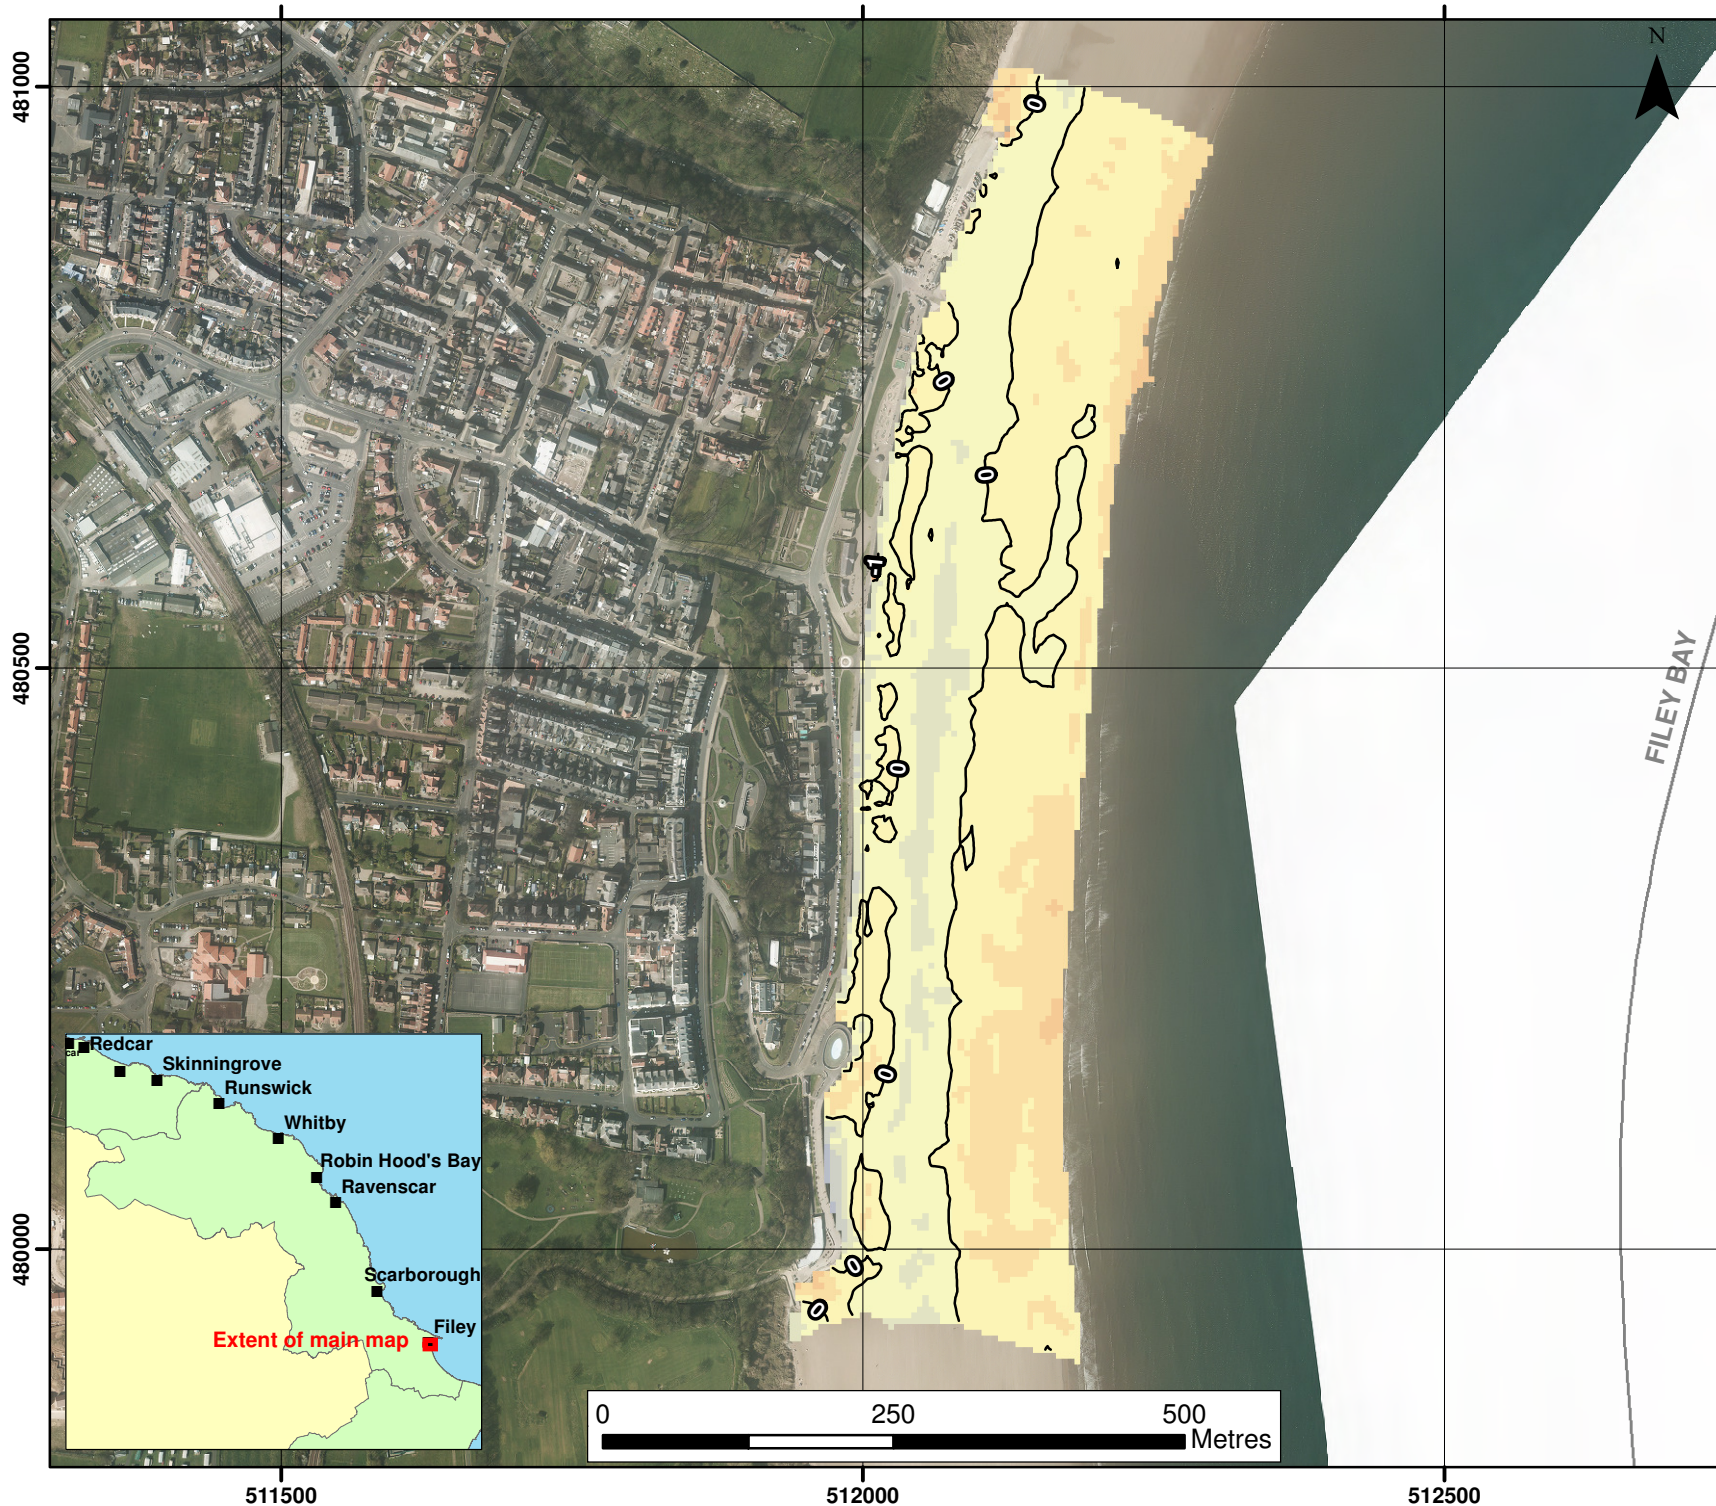 N
481000
480500
480000
511500
512000
512500
0
0
0
-1
0
0
0
0
FILEY BAY
Redcar
car
Skinningrove
Runswick
Whitby
Robin Hood's Bay
Ravenscar
Scarborough
Filey
Extent of main map
0 250 500
Metres